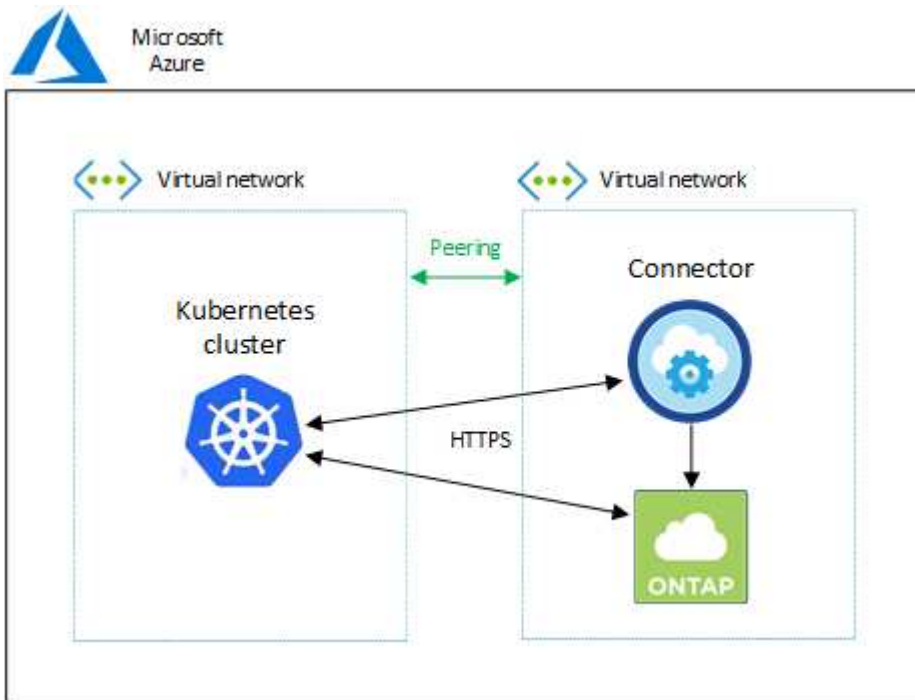 Microsoft
Azure
Virtual network
Virtual network
Peering
Connector
Kubernetes
cluster
HTTPS
ONTAP